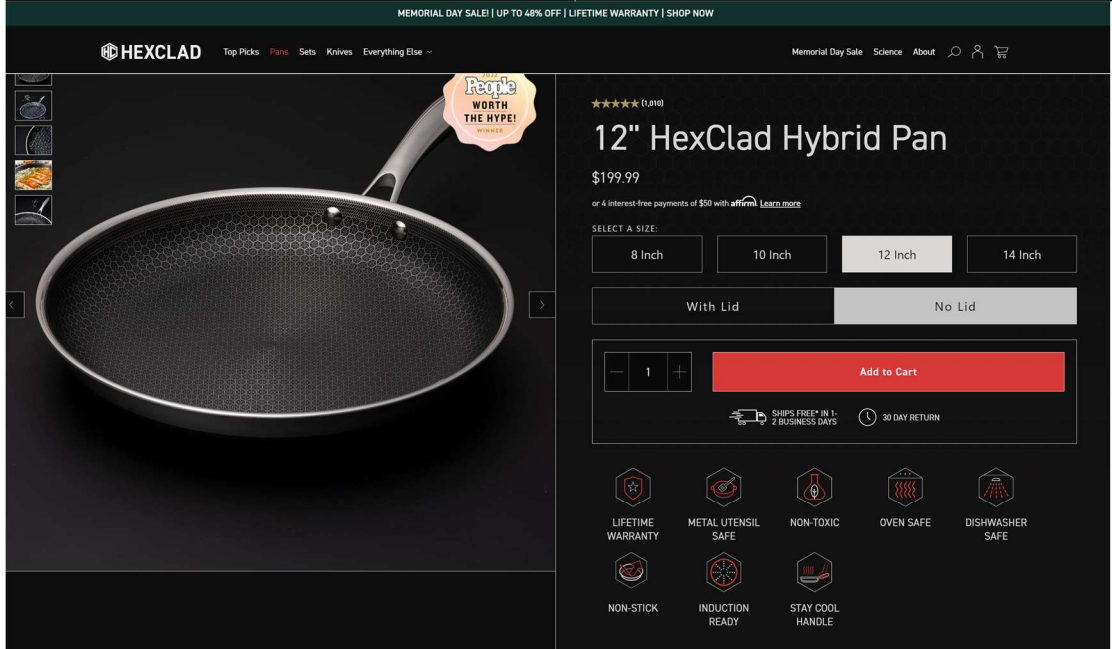 MEMORIAL DAY SALE! | UP TO 48% OFF | LIFETIME WARRANTY | SHOP NOW
HC HEXCLAD
Top Picks
Pans
Sets
Knives
Everything Else
Memorial Day Sale
Science
About
People
WORTH
THE HYPE!
WINNER
(1,010)
12" HexClad Hybrid Pan
$199.99
or 4 interest-free payments of $50 with affirm. Learn more
SELECT A SIZE:
8 Inch
10 Inch
12 Inch
14 Inch
With Lid
No Lid
1
Add to Cart
SHIPS FREE* IN 1-
2 BUSINESS DAYS
30 DAY RETURN
LIFETIME
WARRANTY
METAL UTENSIL
SAFE
NON-TOXIC
OVEN SAFE
DISHWASHER
SAFE
NON-STICK
INDUCTION
READY
STAY COOL
HANDLE